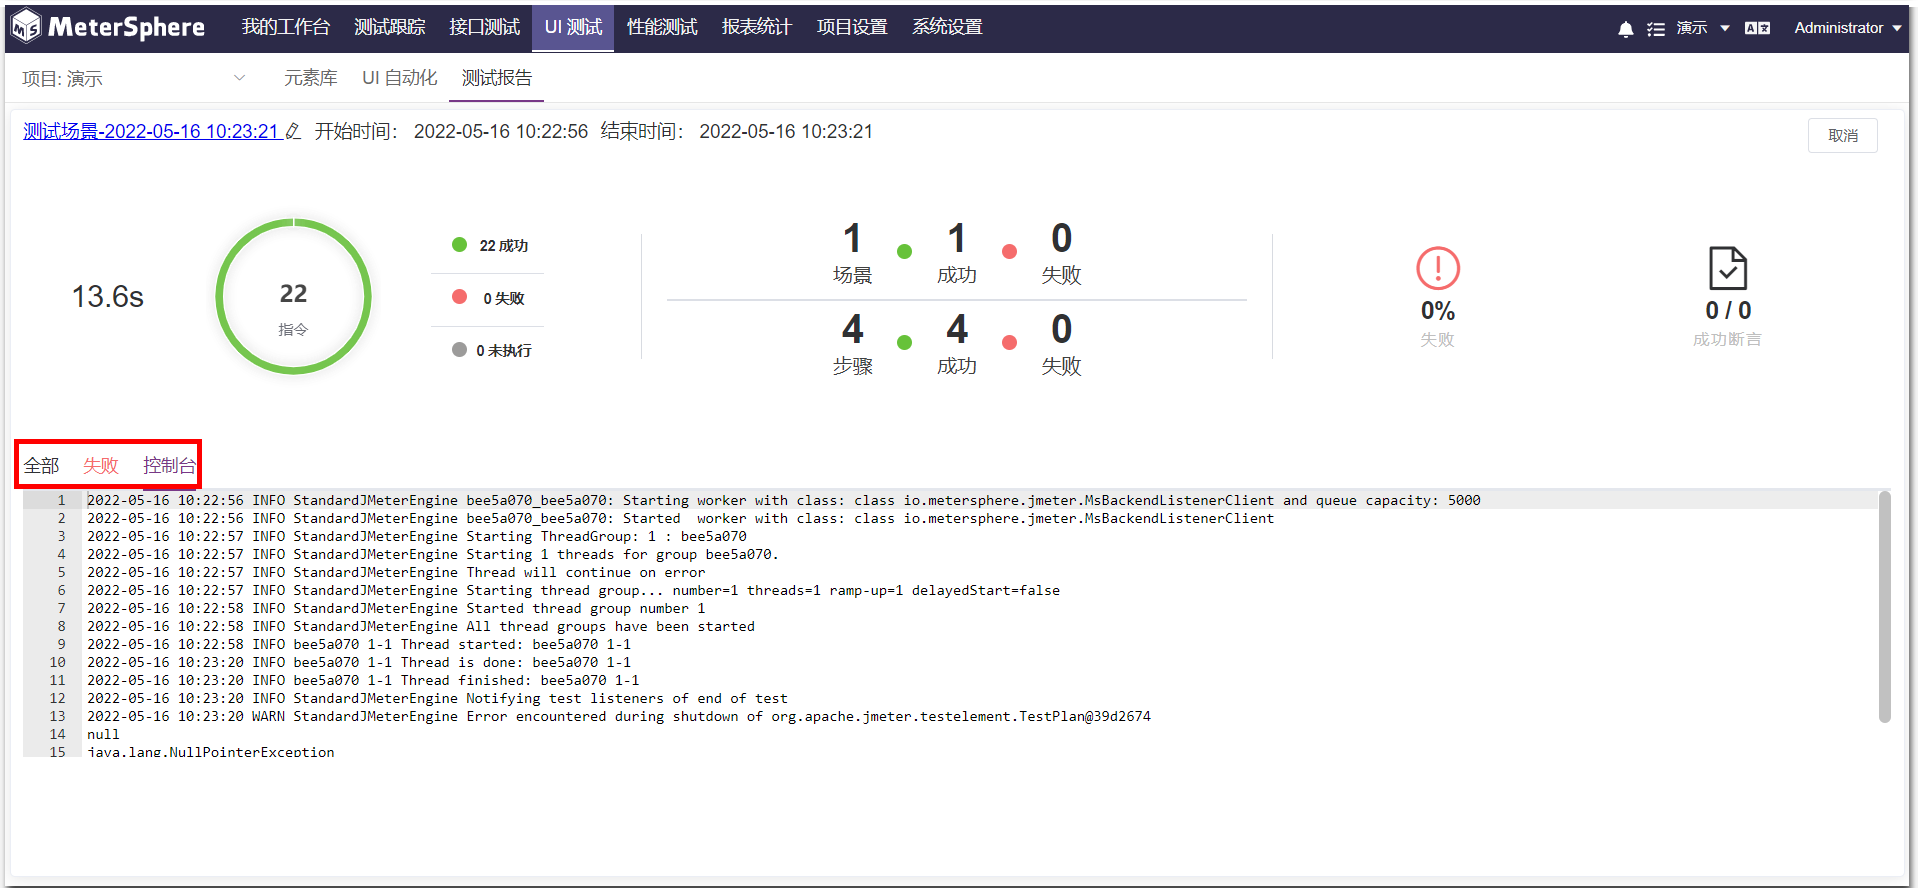 MeterSphere 我的工作台 测试跟踪 接口测试 UI 测试 性能测试 报表统计 项目设置 系统设置 演示 Administrator
项目: 演示 元素库 UI 自动化 测试报告
测试场景-2022-05-16 10:23:21 开始时间: 2022-05-16 10:22:56 结束时间: 2022-05-16 10:23:21 取消
13.6s
22
指令
22 成功
0 失败
0 未执行
1 1 0
场景 成功 失败
4 4 0
步骤 成功 失败
0%
失败
0 / 0
成功断言
全部 失败 控制台
1 2022-05-16 10:22:56 INFO StandardJMeterEngine bee5a070_bee5a070: Starting worker with class: class io.metersphere.jmeter.MsBackendListenerClient and queue capacity: 5000
2 2022-05-16 10:22:56 INFO StandardJMeterEngine bee5a070_bee5a070: Started  worker with class: class io.metersphere.jmeter.MsBackendListenerClient
3 2022-05-16 10:22:57 INFO StandardJMeterEngine Starting ThreadGroup: 1 : bee5a070
4 2022-05-16 10:22:57 INFO StandardJMeterEngine Starting 1 threads for group bee5a070.
5 2022-05-16 10:22:57 INFO StandardJMeterEngine Thread will continue on error
6 2022-05-16 10:22:57 INFO StandardJMeterEngine Starting thread group... number=1 threads=1 ramp-up=1 delayedStart=false
7 2022-05-16 10:22:58 INFO StandardJMeterEngine Started thread group number 1
8 2022-05-16 10:22:58 INFO StandardJMeterEngine All thread groups have been started
9 2022-05-16 10:22:58 INFO bee5a070 1-1 Thread started: bee5a070 1-1
10 2022-05-16 10:23:20 INFO bee5a070 1-1 Thread is done: bee5a070 1-1
11 2022-05-16 10:23:20 INFO bee5a070 1-1 Thread finished: bee5a070 1-1
12 2022-05-16 10:23:20 INFO StandardJMeterEngine Notifying test listeners of end of test
13 2022-05-16 10:23:20 WARN StandardJMeterEngine Error encountered during shutdown of org.apache.jmeter.testelement.TestPlan@39d2674
14 null
15 java.lang.NullPointerException